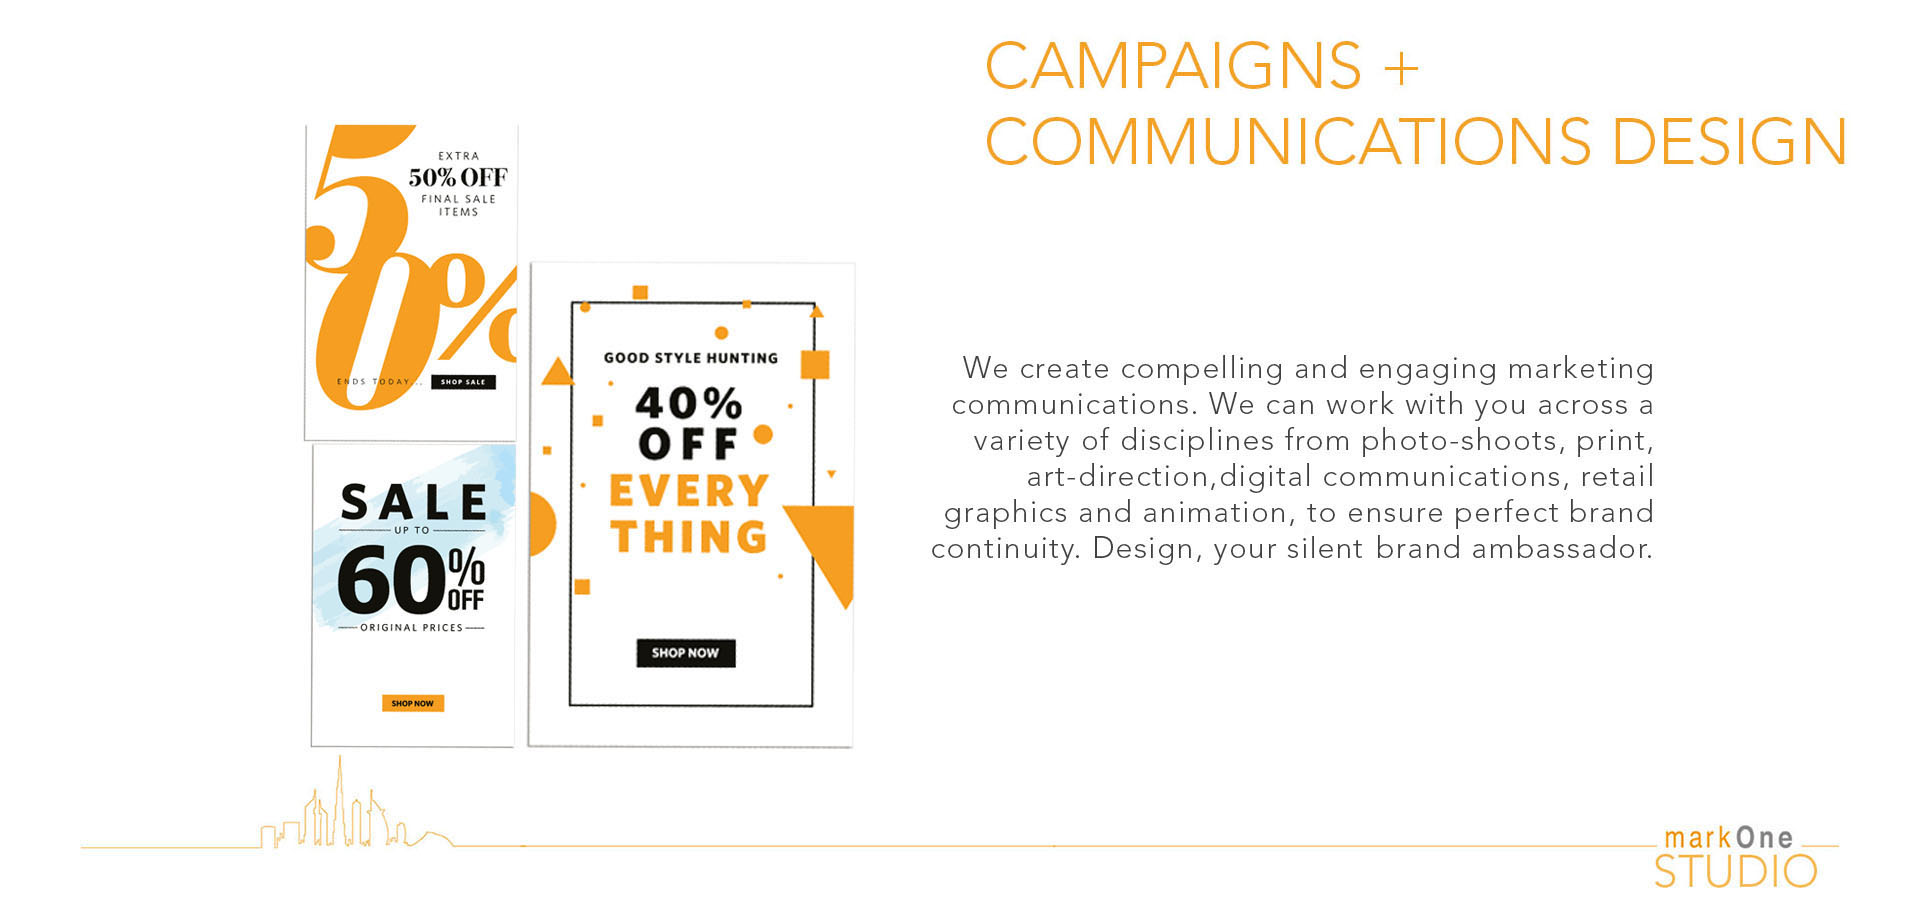 CAMPAIGNS +
COMMUNICATIONS DESIGN
50%
EXTRA
50% OFF
FINAL SALE
ITEMS
ENDS TODAY...
SHOP SALE
SALE
UP TO
60%
OFF
ORIGINAL PRICES
SHOP NOW
GOOD STYLE HUNTING
40%
OFF
EVERY
THING
SHOP NOW
We create compelling and engaging marketing
communications. We can work with you across a
variety of disciplines from photo-shoots, print,
art-direction,digital communications, retail
graphics and animation, to ensure perfect brand
continuity. Design, your silent brand ambassador.
markOne
STUDIO